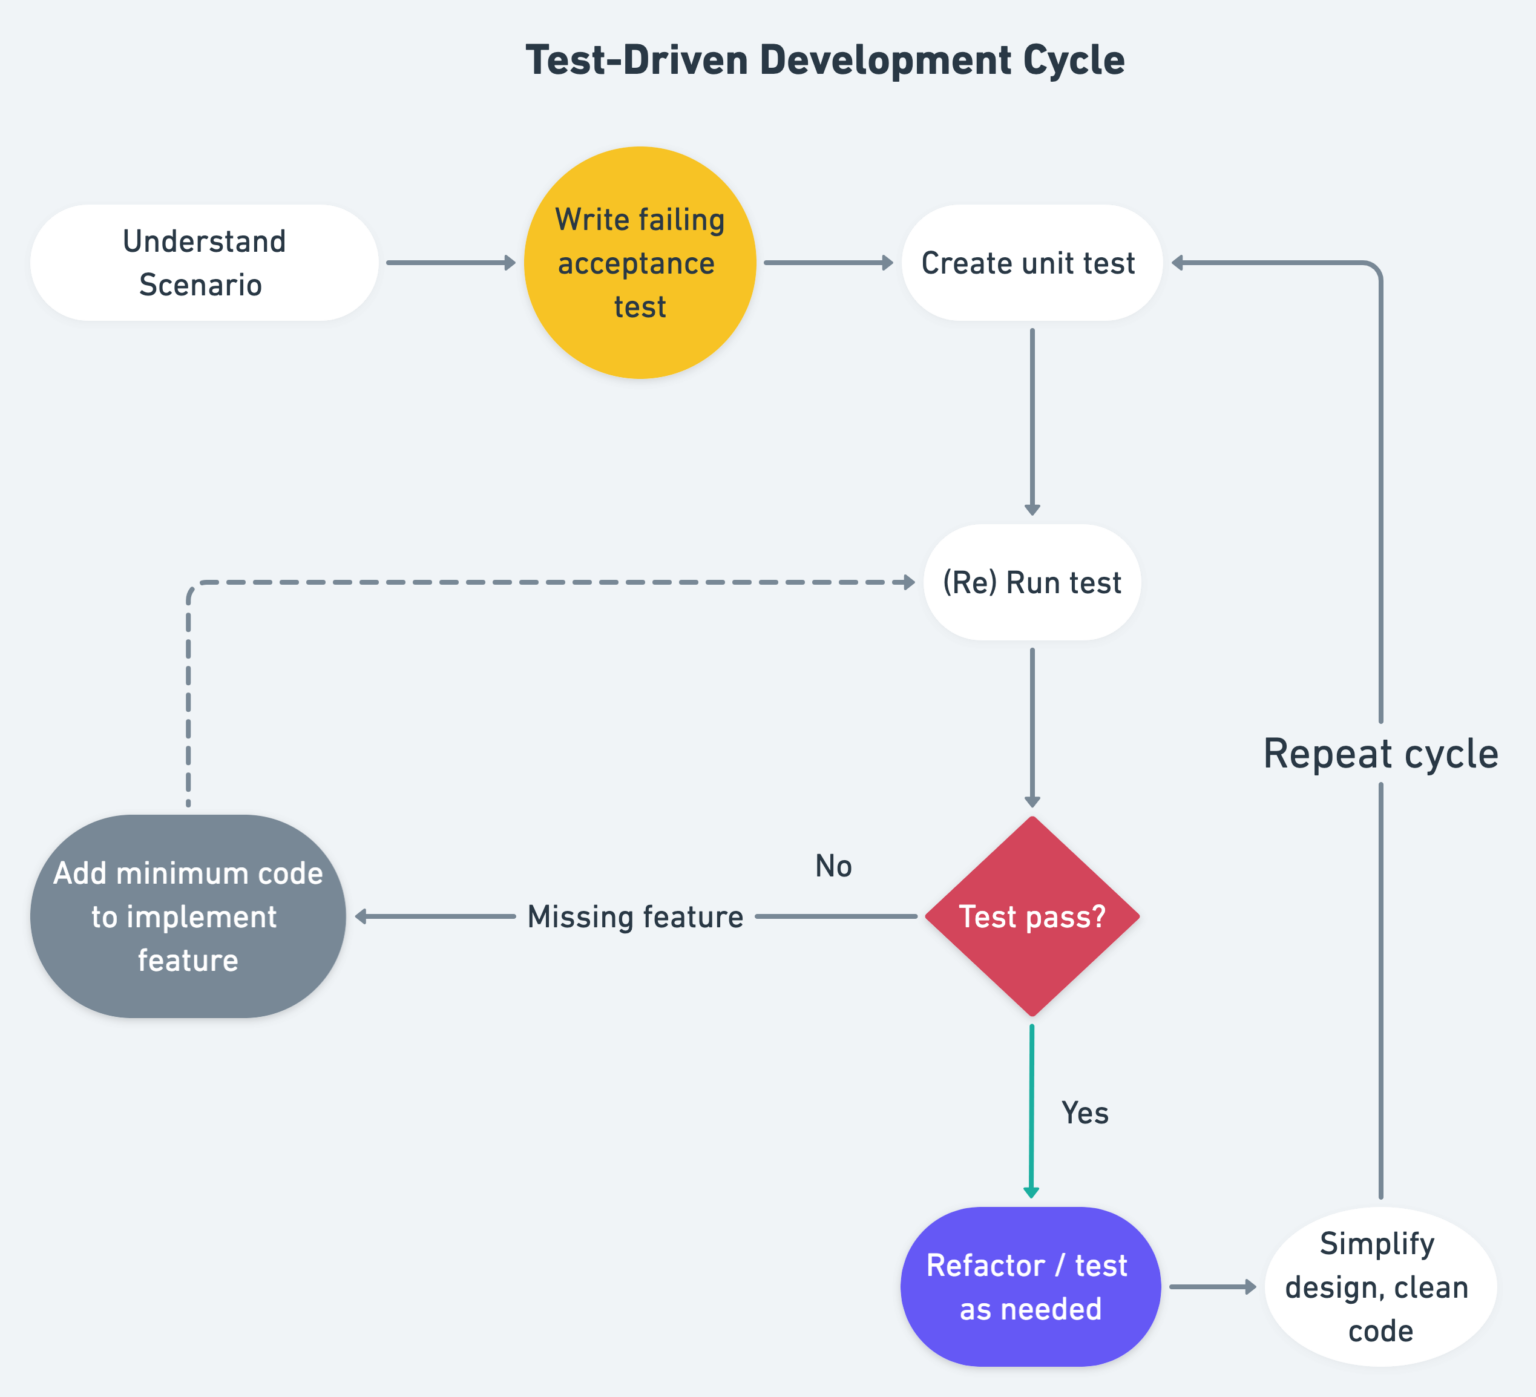 Test-Driven Development Cycle
Understand
Scenario
Write failing
acceptance
test
Create unit test
(Re) Run test
Repeat cycle
Add minimum code
to implement
feature
Missing feature
No
Test pass?
Yes
Refactor / test
as needed
Simplify
design, clean
code